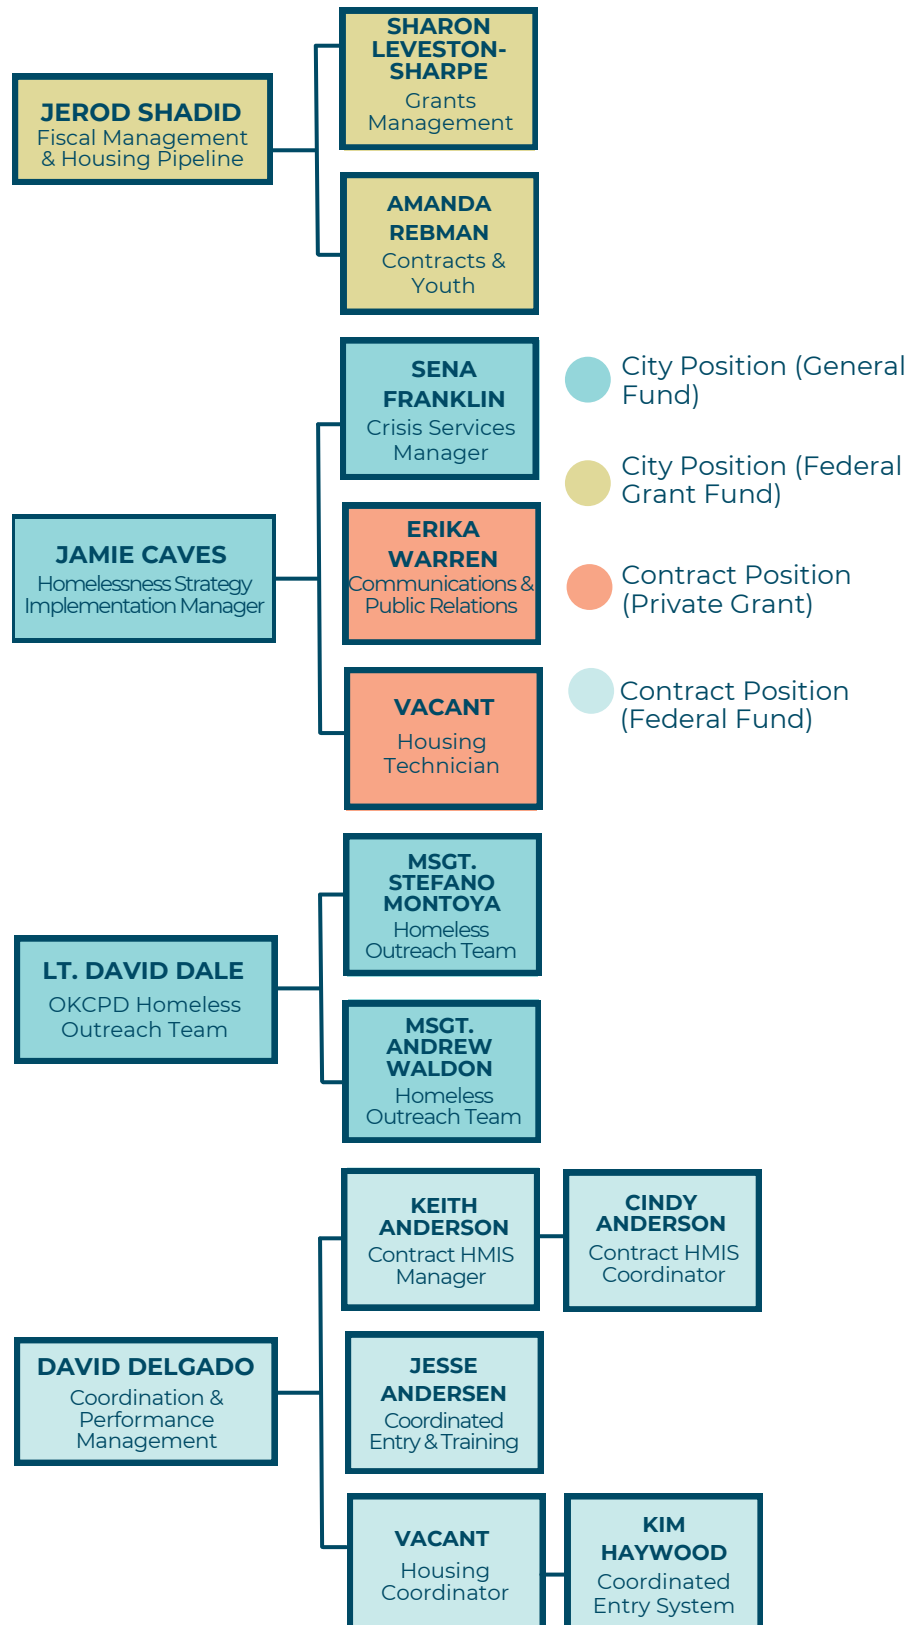 SHARON
LEVESTON-
SHARPE
Grants
Management
JEROD SHADID
Fiscal Management
& Housing Pipeline
AMANDA
REBMAN
Contracts &
Youth
SENA
FRANKLIN
Crisis Services
Manager
JAMIE CAVES
Homelessness Strategy
Implementation Manager
ERIKA
WARREN
Communications &
Public Relations
VACANT
Housing
Technician
City Position (General
Fund)
City Position (Federal
Grant Fund)
Contract Position
(Private Grant)
Contract Position
(Federal Fund)
MSGT.
STEFANO
MONTOYA
Homeless
Outreach Team
LT. DAVID DALE
OKCPD Homeless
Outreach Team
MSGT.
ANDREW
WALDON
Homeless
Outreach Team
KEITH
ANDERSON
Contract HMIS
Manager
CINDY
ANDERSON
Contract HMIS
Coordinator
DAVID DELGADO
Coordination &
Performance
Management
JESSE
ANDERSEN
Coordinated
Entry & Training
VACANT
Housing
Coordinator
KIM
HAYWOOD
Coordinated
Entry System